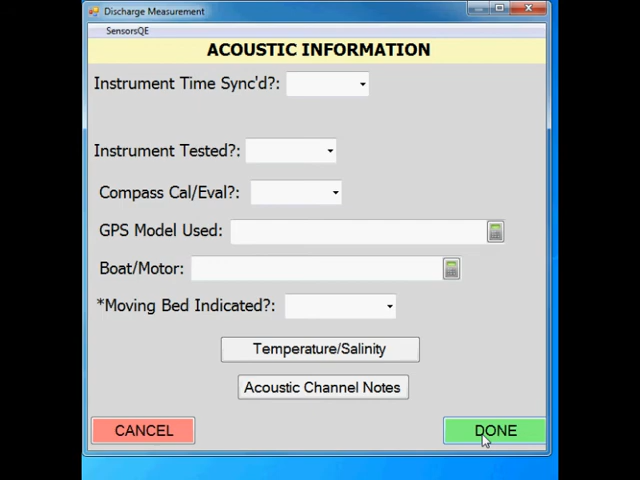 Discharge Measurement
SensorsQE
ACOUSTIC INFORMATION
Instrument Time Sync'd?:
Instrument Tested?:
Compass Cal/Eval?:
GPS Model Used:
Boat/Motor:
*Moving Bed Indicated?:
Temperature/Salinity
Acoustic Channel Notes
CANCEL DONE